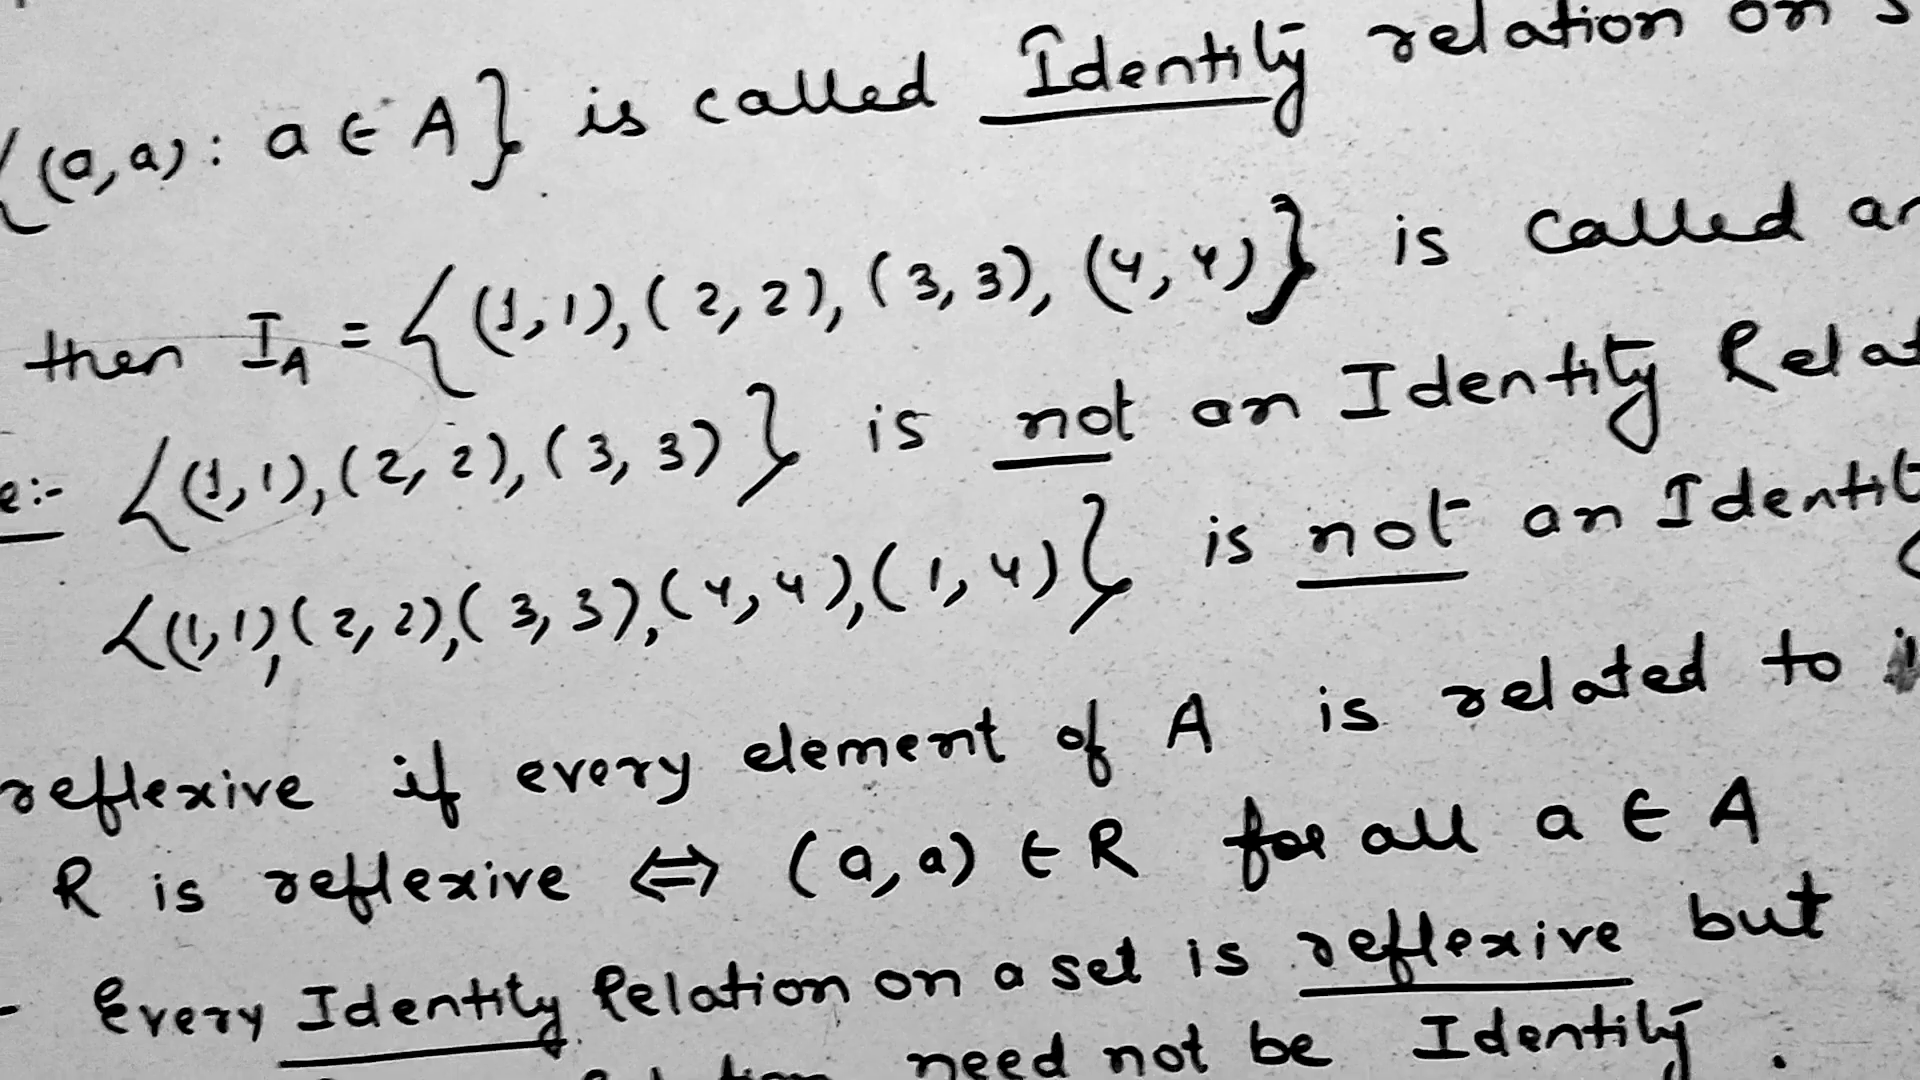 {(a,a): a ∈ A} is called Identity relation on
then I_A = {(1,1),(2,2),(3,3),(4,4)} is called an
e:- {(1,1),(2,2),(3,3)} is not an Identity Relat
{(1,1),(2,2),(3,3),(4,4),(1,4)} is not an Identit
reflexive if every element of A is related to
R is reflexive ⇔ (a,a) ∈ R for all a ∈ A
- Every Identity Relation on a set is reflexive but
need not be Identity.